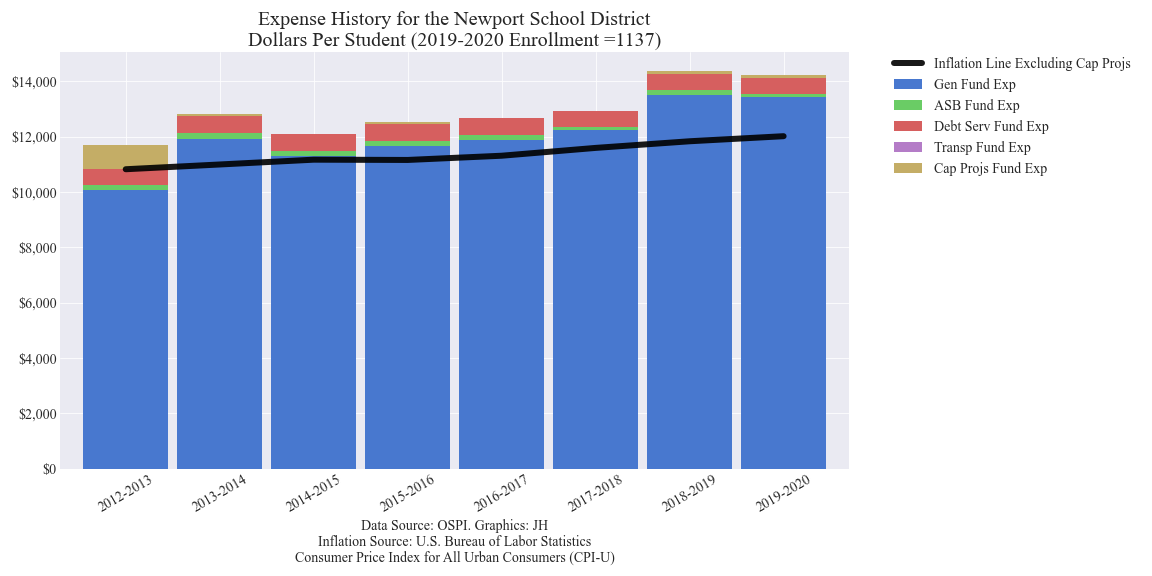 Expense History for the Newport School District
Dollars Per Student (2019-2020 Enrollment =1137)
$14,000
$12,000
$10,000
$8,000
$6,000
$4,000
$2,000
$0
2012-2013
2013-2014
2014-2015
2015-2016
2016-2017
2017-2018
2018-2019
2019-2020
Inflation Line Excluding Cap Projs
Gen Fund Exp
ASB Fund Exp
Debt Serv Fund Exp
Transp Fund Exp
Cap Projs Fund Exp
Data Source: OSPI. Graphics: JH
Inflation Source: U.S. Bureau of Labor Statistics
Consumer Price Index for All Urban Consumers (CPI-U)